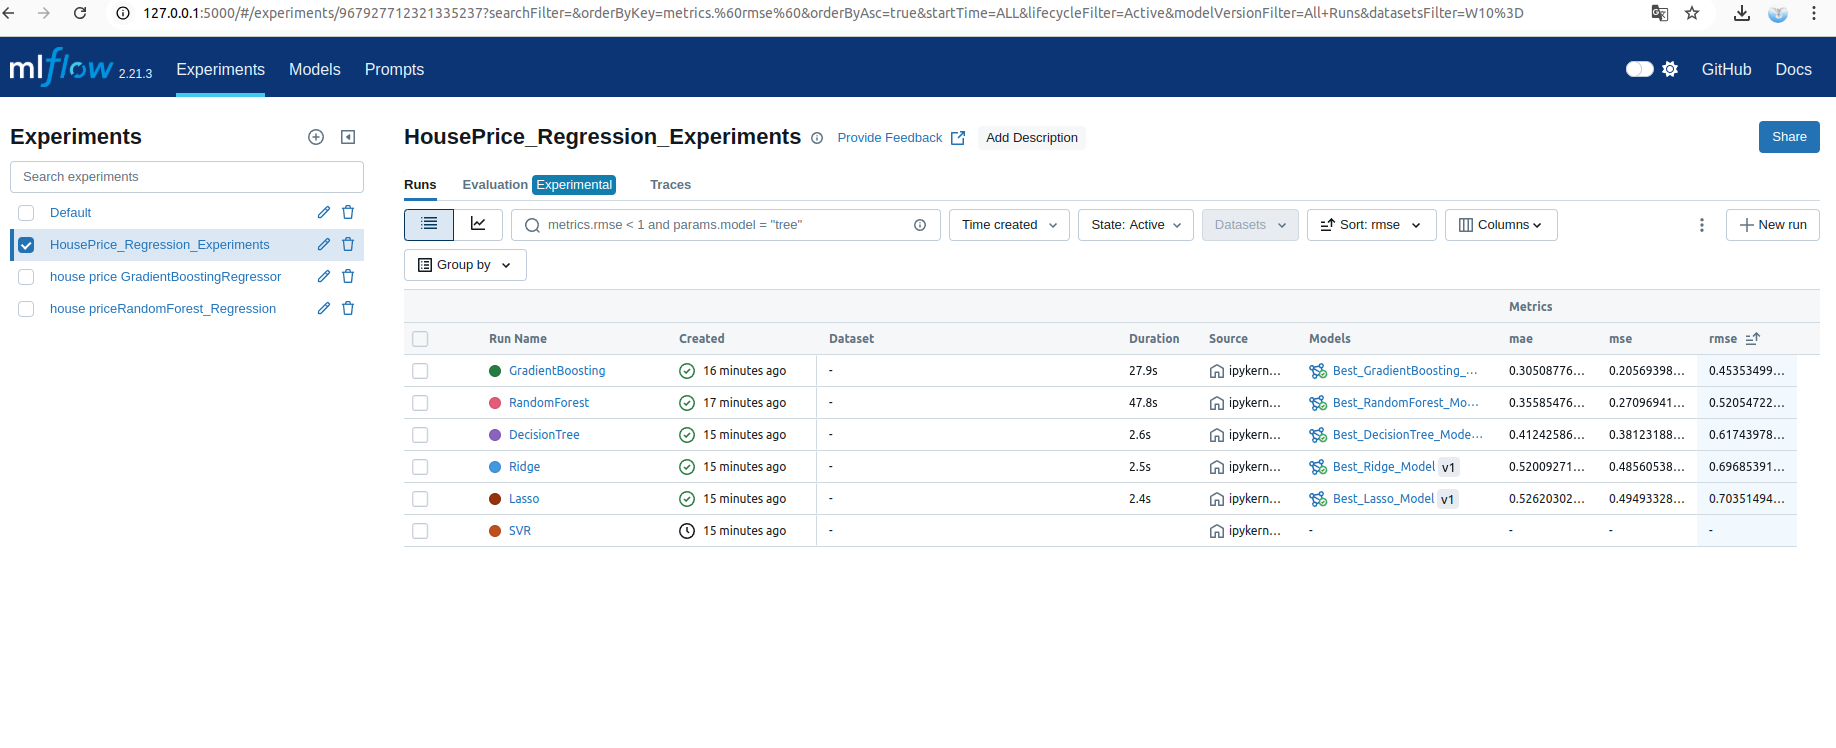 127.0.0.1:5000/#/experiments/967927712321335237?searchFilter=&orderByKey=metrics.%60rmse%60&orderByAsc=true&startTime=ALL&lifecycleFilter=Active&modelVersionFilter=All+Runs&datasetsFilter=W10%3D
mlflow 2.21.3 Experiments Models Prompts GitHub Docs
Experiments
Search experiments
Default
HousePrice_Regression_Experiments
house price GradientBoostingRegressor
house priceRandomForest_Regression
HousePrice_Regression_Experiments Provide Feedback Add Description Share
Runs Evaluation Experimental Traces
metrics.rmse < 1 and params.model = "tree" Time created State: Active Datasets Sort: rmse Columns New run
Group by
Metrics
Run Name Created Dataset Duration Source Models mae mse rmse
GradientBoosting 16 minutes ago - 27.9s ipykern... Best_GradientBoosting_... 0.30508776... 0.20569398... 0.45353499...
RandomForest 17 minutes ago - 47.8s ipykern... Best_RandomForest_Mo... 0.35585476... 0.27096941... 0.52054722...
DecisionTree 15 minutes ago - 2.6s ipykern... Best_DecisionTree_Mode... 0.41242586... 0.38123188... 0.61743978...
Ridge 15 minutes ago - 2.5s ipykern... Best_Ridge_Model v1 0.52009271... 0.48560538... 0.69685391...
Lasso 15 minutes ago - 2.4s ipykern... Best_Lasso_Model v1 0.52620302... 0.49493328... 0.70351494...
SVR 15 minutes ago - ipykern... - - - -